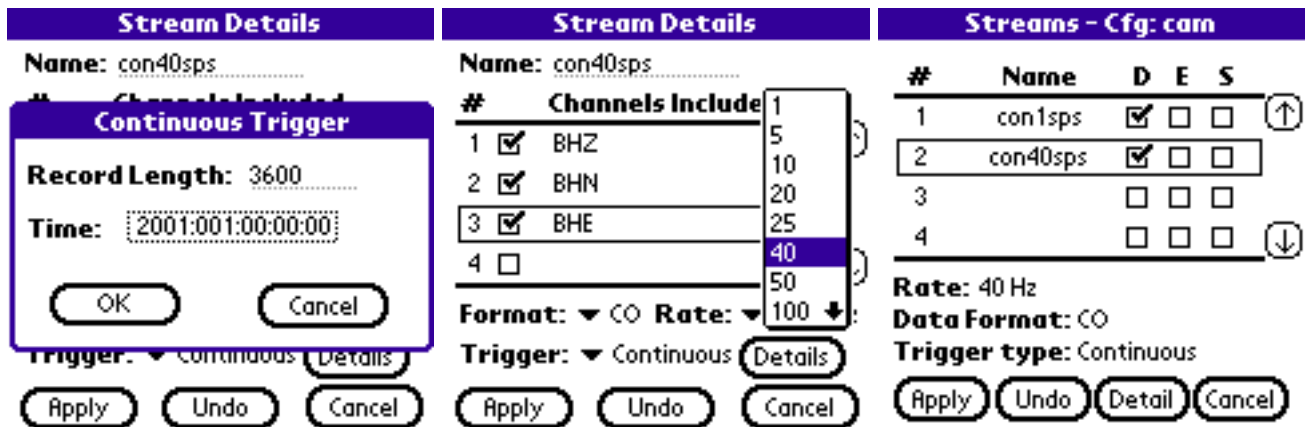 Stream Details
Name: con40sps
# Channels Included
Continuous Trigger
Record Length: 3600
Time: 2001:001:00:00:00
OK Cancel
Trigger: Continuous Details
Apply Undo Cancel
Stream Details
Name: con40sps
# Channels Include
1 BHZ
2 BHN
3 BHE
4
1
5
10
20
25
40
50
100
Format: CO Rate: :
Trigger: Continuous Details
Apply Undo Cancel
Streams - Cfg: cam
# Name D E S
1 con1sps
2 con40sps
3
4
Rate: 40 Hz
Data Format: CO
Trigger type: Continuous
Apply Undo Detail Cancel